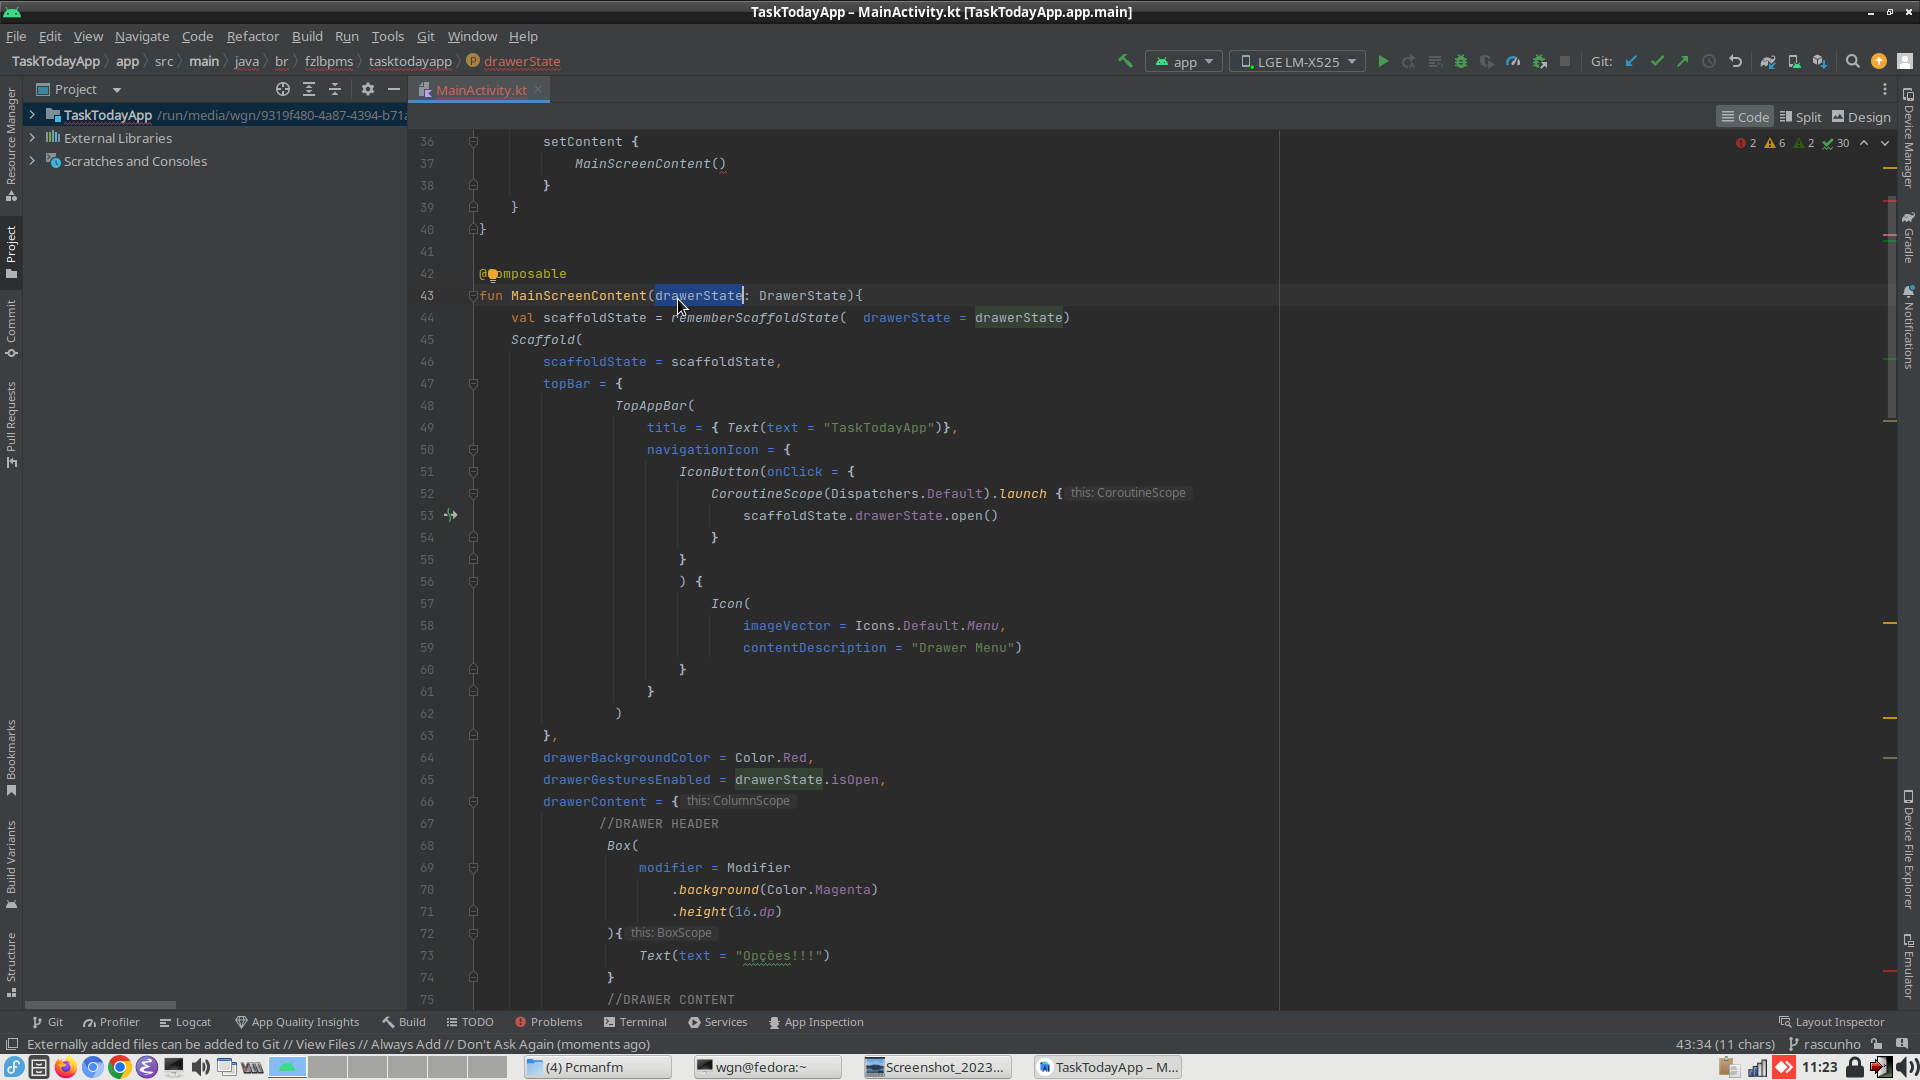 TaskTodayApp – MainActivity.kt [TaskTodayApp.app.main]
File Edit View Navigate Code Refactor Build Run Tools Git Window Help
TaskTodayApp app src main java br fzlbpms tasktodayapp drawerState app LGE LM-X525 Git:
Project MainActivity.kt
Code Split Design
TaskTodayApp /run/media/wgn/9319f480-4a87-4394-b71
External Libraries
Scratches and Consoles
2 6 2 30
36 setContent {
37 MainScreenContent()
38 }
39 }
40 }
41
42 @Composable
43 fun MainScreenContent(drawerState: DrawerState){
44 val scaffoldState = rememberScaffoldState( drawerState = drawerState)
45 Scaffold(
46 scaffoldState = scaffoldState,
47 topBar = {
48 TopAppBar(
49 title = { Text(text = "TaskTodayApp")},
50 navigationIcon = {
51 IconButton(onClick = {
52 CoroutineScope(Dispatchers.Default).launch { this: CoroutineScope
53 scaffoldState.drawerState.open()
54 }
55 }
56 ) {
57 Icon(
58 imageVector = Icons.Default.Menu,
59 contentDescription = "Drawer Menu")
60 }
61 }
62 )
63 },
64 drawerBackgroundColor = Color.Red,
65 drawerGesturesEnabled = drawerState.isOpen,
66 drawerContent = { this: ColumnScope
67 //DRAWER HEADER
68 Box(
69 modifier = Modifier
70 .background(Color.Magenta)
71 .height(16.dp)
72 ){ this: BoxScope
73 Text(text = "Opções!!!")
74 }
75 //DRAWER CONTENT
Resource Manager
Project
Commit
Pull Requests
Bookmarks
Build Variants
Structure
Device Manager
Gradle
Notifications
Device File Explorer
Emulator
Git Profiler Logcat App Quality Insights Build TODO Problems Terminal Services App Inspection Layout Inspector
Externally added files can be added to Git // View Files // Always Add // Don't Ask Again (moments ago) 43:34 (11 chars) rascunho
(4) Pcmanfm wgn@fedora:~ Screenshot_2023... TaskTodayApp – M... 11:23